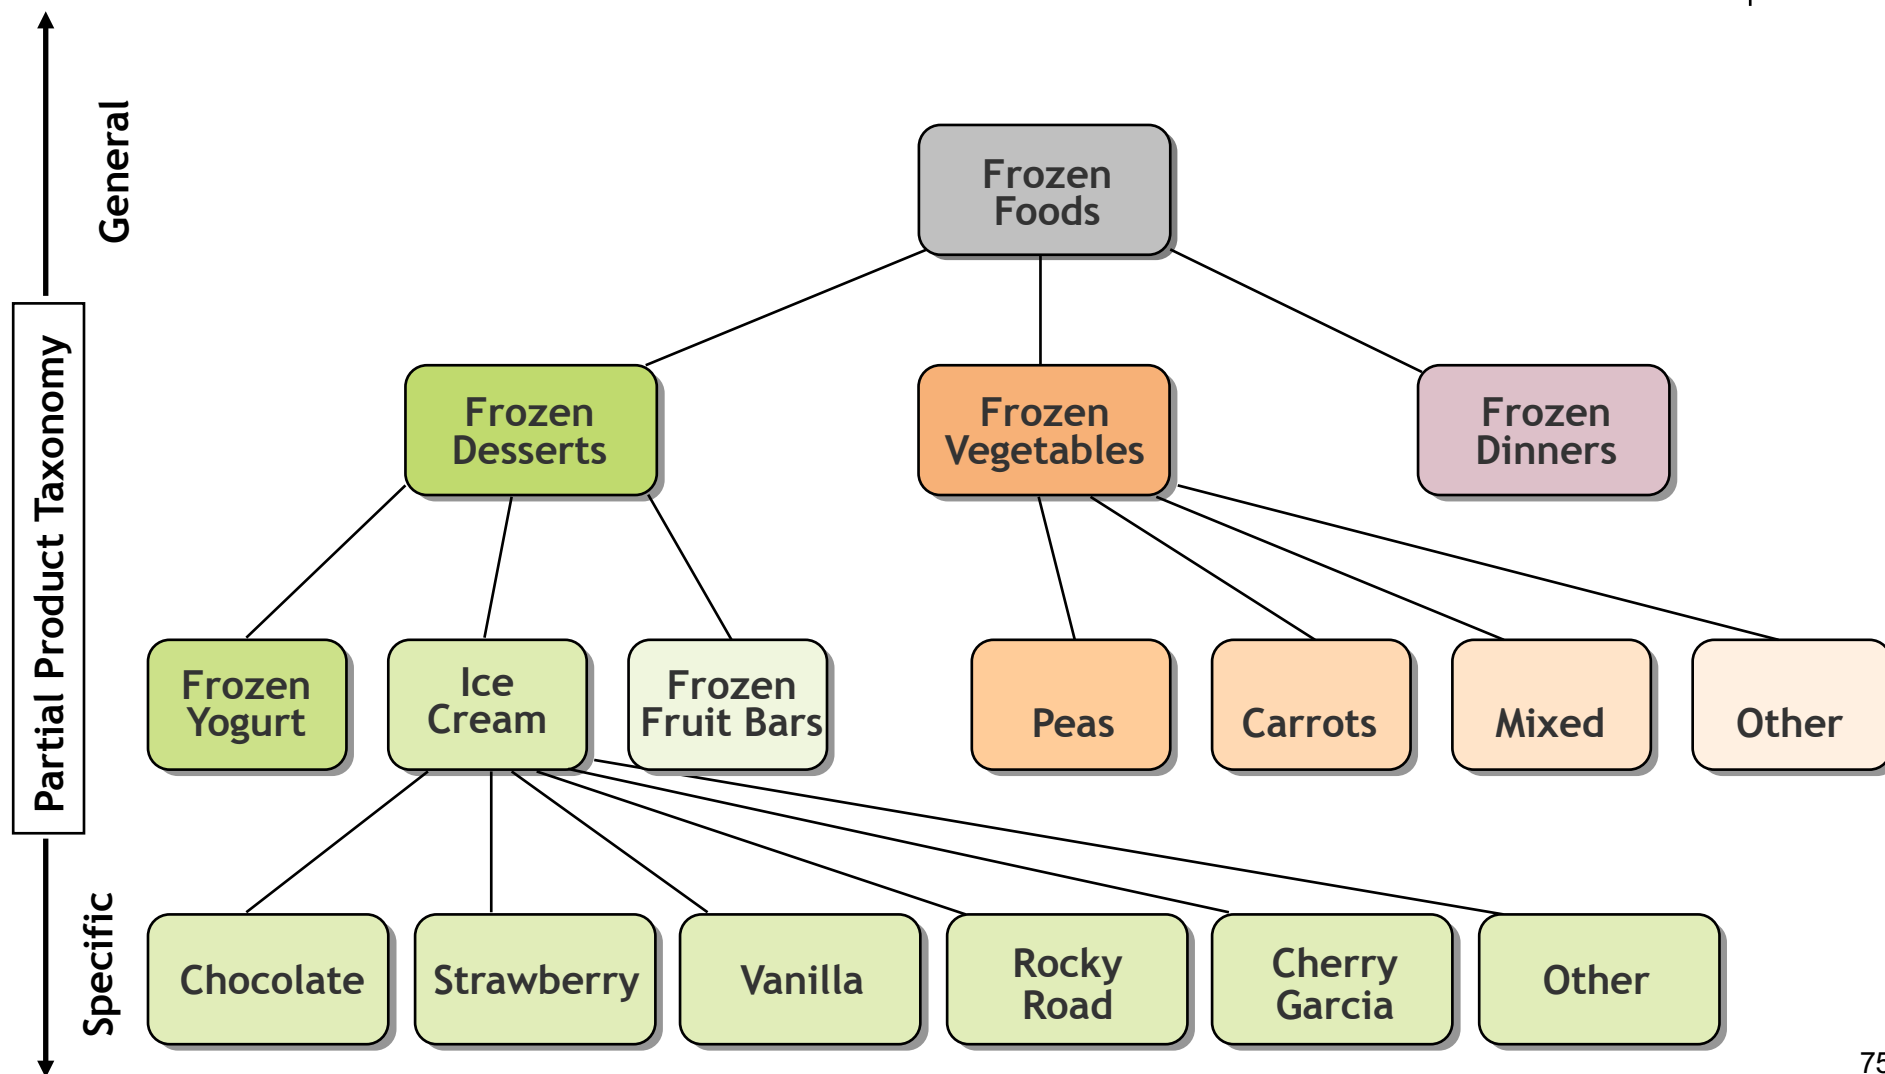 General
Partial Product Taxonomy
Specific
Frozen
Foods
Frozen
Desserts
Frozen
Vegetables
Frozen
Dinners
Frozen
Yogurt
Ice
Cream
Frozen
Fruit Bars
Peas
Carrots
Mixed
Other
Chocolate
Strawberry
Vanilla
Rocky
Road
Cherry
Garcia
Other
75